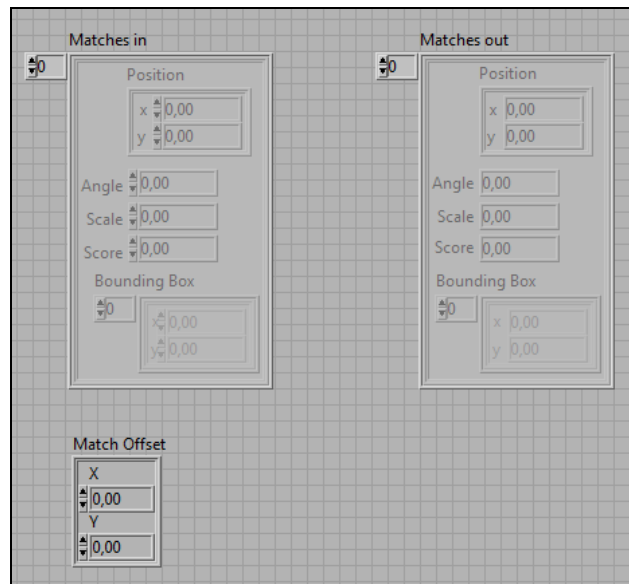 Matches in
0
Position
x 0,00
y 0,00
Angle 0,00
Scale 0,00
Score 0,00
Bounding Box
0
x 0,00
y 0,00
Matches out
0
Position
x 0,00
y 0,00
Angle 0,00
Scale 0,00
Score 0,00
Bounding Box
0
x 0,00
y 0,00
Match Offset
X
0,00
Y
0,00